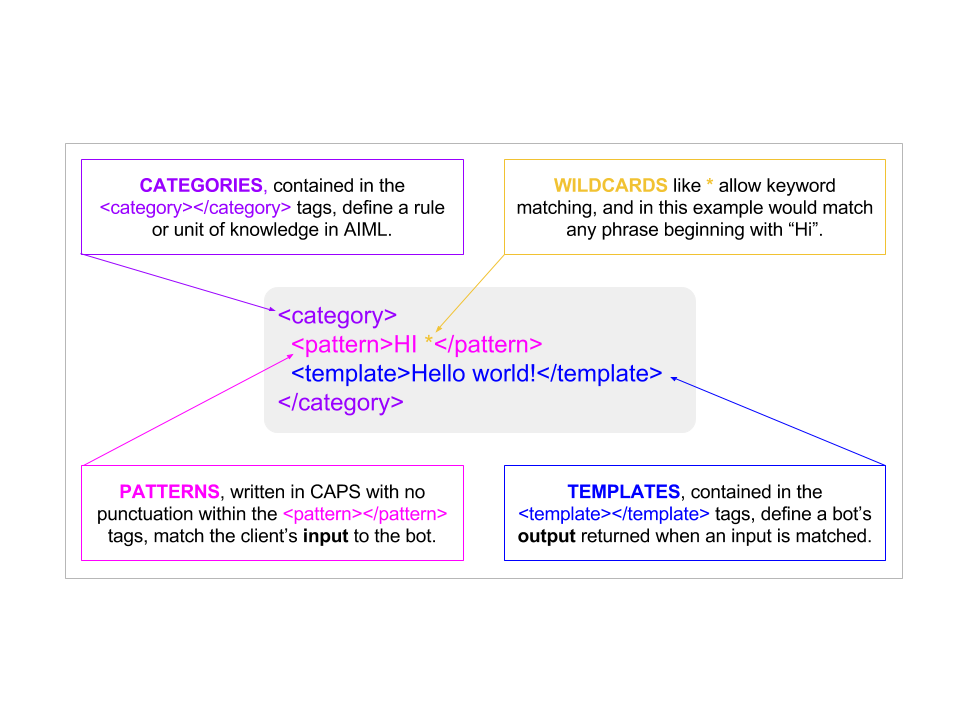 CATEGORIES, contained in the
<category></category> tags, define a rule
or unit of knowledge in AIML.
WILDCARDS like * allow keyword
matching, and in this example would match
any phrase beginning with “Hi”.
<category>
<pattern>HI *</pattern>
<template>Hello world!</template>
</category>
PATTERNS, written in CAPS with no
punctuation within the <pattern></pattern>
tags, match the client’s input to the bot.
TEMPLATES, contained in the
<template></template> tags, define a bot’s
output returned when an input is matched.